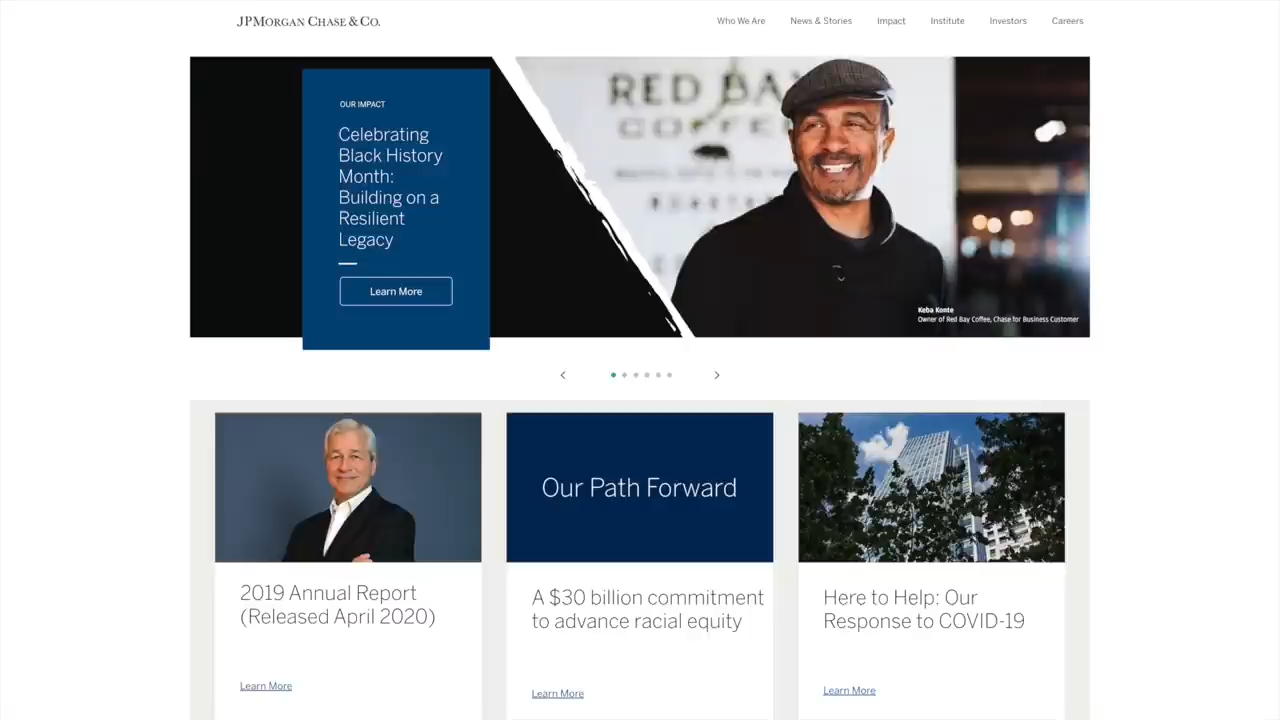 JPMORGAN CHASE & CO.
Who We Are
News & Stories
Impact
Institute
Investors
Careers
OUR IMPACT
Celebrating
Black History
Month:
Building on a
Resilient
Legacy
Learn More
RED BAY
COFFEE
Keba Konte
Owner of Red Bay Coffee, Chase for Business Customer
2019 Annual Report
(Released April 2020)
Learn More
Our Path Forward
A $30 billion commitment
to advance racial equity
Learn More
Here to Help: Our
Response to COVID-19
Learn More